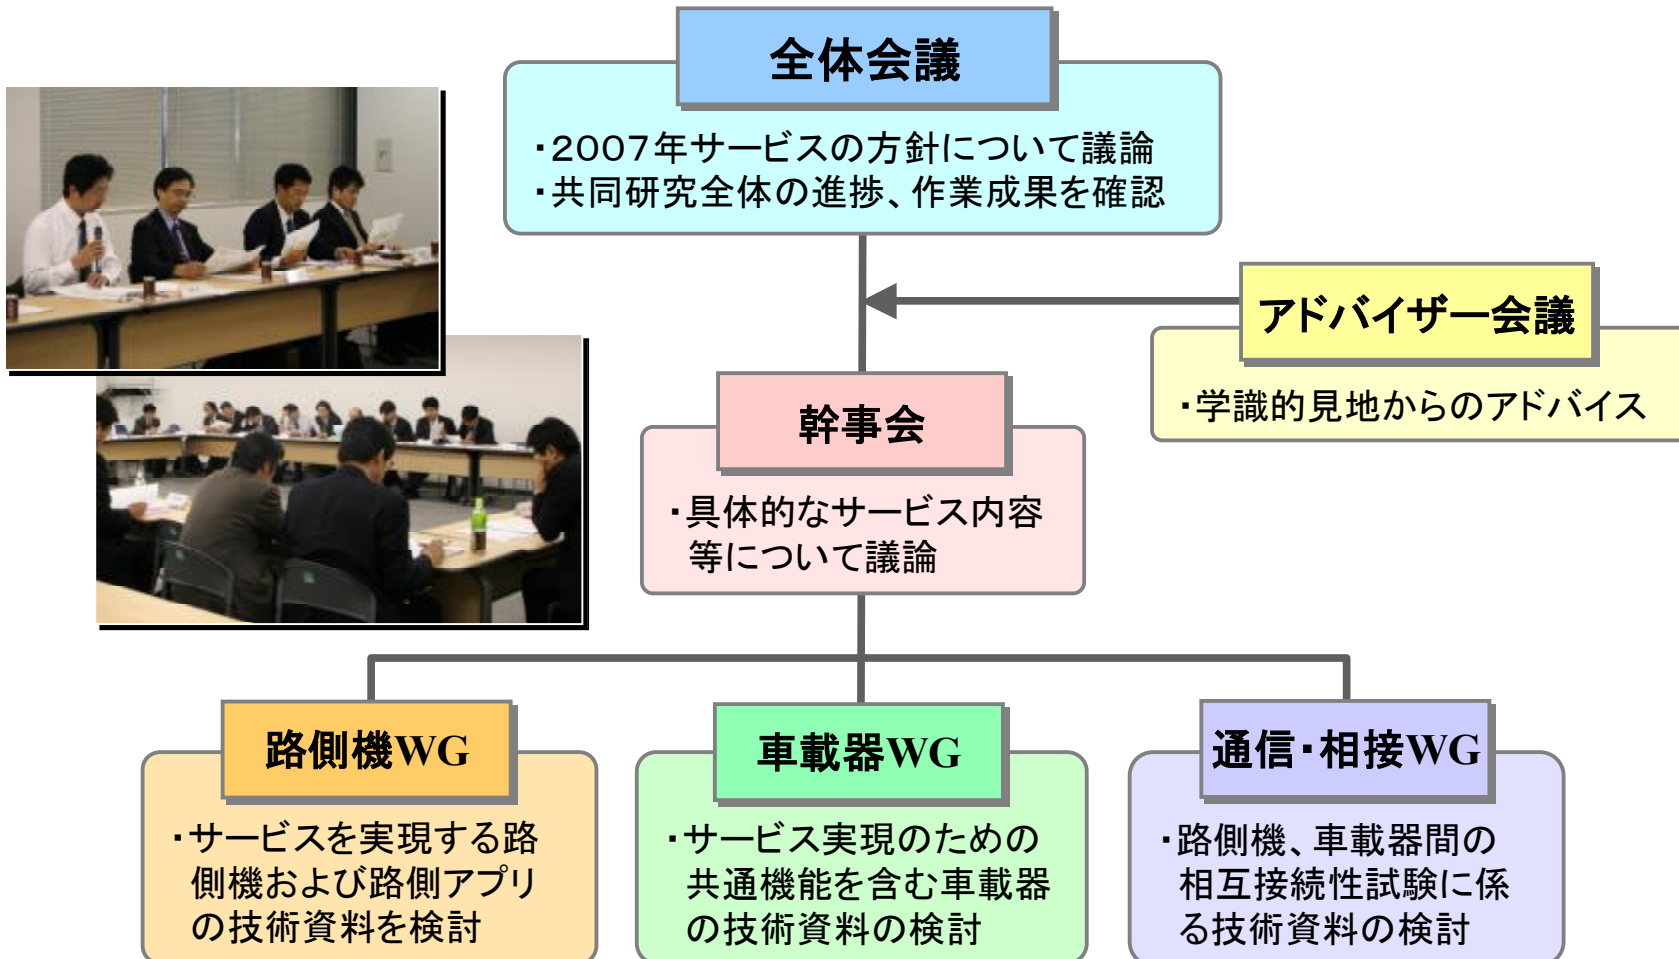 全体会議
・2007年サービスの方針について議論
・共同研究全体の進捗、作業成果を確認
アドバイザー会議
・学識的見地からのアドバイス
幹事会
・具体的なサービス内容
等について議論
路側機WG
・サービスを実現する路
側機および路側アプリ
の技術資料を検討
車載器WG
・サービス実現のための
共通機能を含む車載器
の技術資料の検討
通信・相接WG
・路側機、車載器間の
相互接続性試験に係
る技術資料の検討